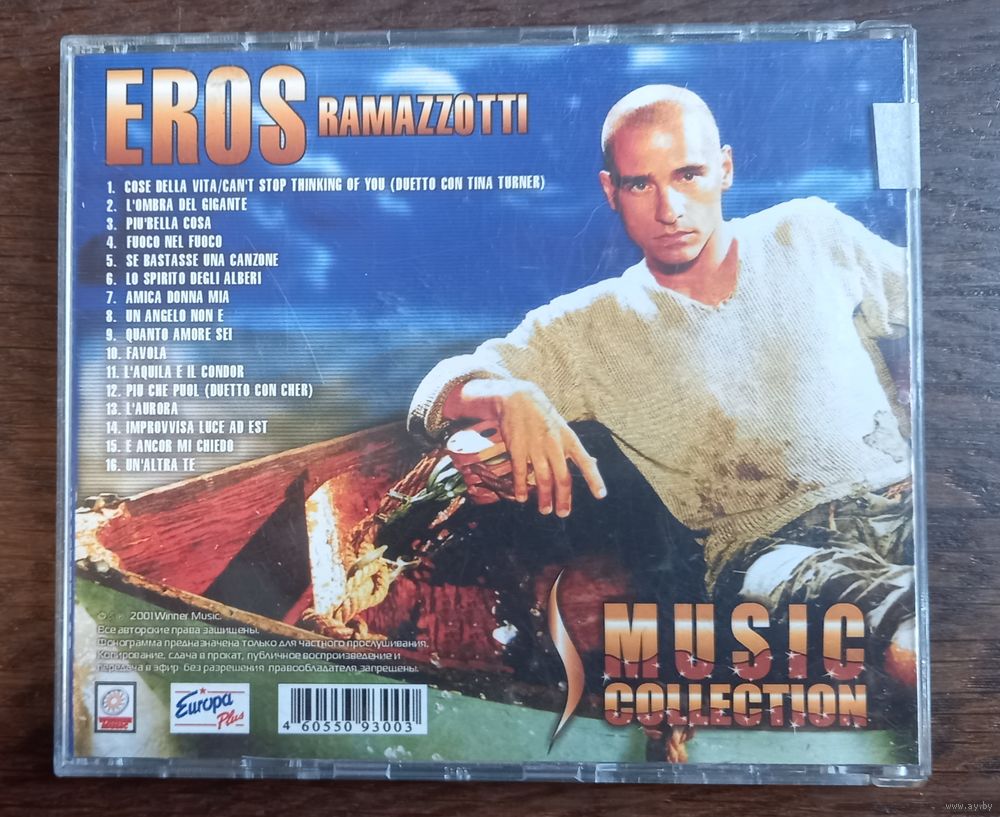 EROS RAMAZZOTTI
1. COSE DELLA VITA/CAN'T STOP THINKING OF YOU (DUETTO CON TINA TURNER)
2. L'OMBRA DEL GIGANTE
3. PIU'BELLA COSA
4. FUOCO NEL FUOCO
5. SE BASTASSE UNA CANZONE
6. LO SPIRITO DEGLI ALBERI
7. AMICA DONNA MIA
8. UN ANGELO NON E
9. QUANTO AMORE SEI
10. FAVOLA
11. L'AQUILA E IL CONDOR
12. PIU CHE PUOL (DUETTO CON CHER)
13. L'AURORA
14. IMPROVVISA LUCE AD EST
15. E ANCOR MI CHIEDO
16. UN'ALTRA TE
2001 Winner Music.
Все авторские права защищены.
Фонограмма предназначена только для частного прослушивания.
Копирование, сдача в прокат, публичное воспроизведение и
передача в эфир без разрешения правообладателя запрещены.
Europa
Plus
4 60550 93003
MUSIC
COLLECTION
www.ay.by